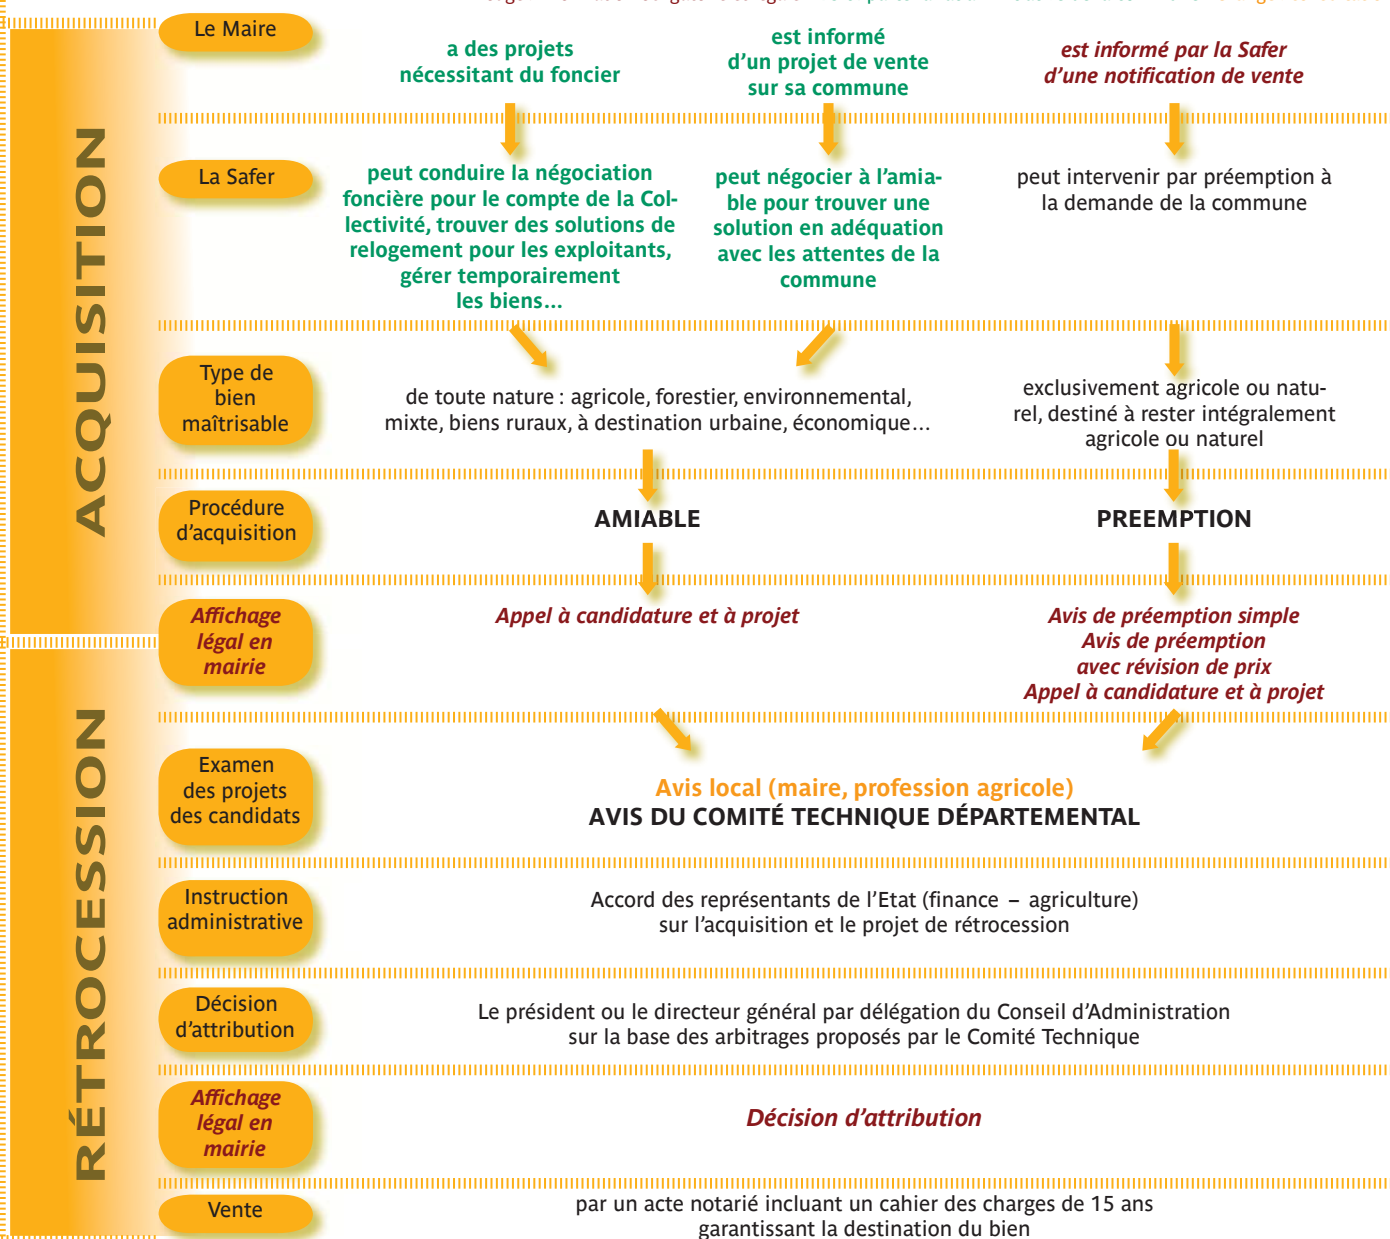 Le Maire
a des projets
nécessitant du foncier
est informé
d'un projet de vente
sur sa commune
est informé par la Safer
d'une notification de vente
ACQUISITION
La Safer
peut conduire la négociation
foncière pour le compte de la Col-
lectivité, trouver des solutions de
relogement pour les exploitants,
gérer temporairement
les biens...
peut négocier à l'amia-
ble pour trouver une
solution en adéquation
avec les attentes de la
commune
peut intervenir par préemption à
la demande de la commune
Type de
bien
maîtrisable
de toute nature : agricole, forestier, environnemental,
mixte, biens ruraux, à destination urbaine, économique...
exclusivement agricole ou natu-
rel, destiné à rester intégralement
agricole ou naturel
Procédure
d'acquisition
AMIABLE
PREEMPTION
Affichage
légal en
mairie
Appel à candidature et à projet
Avis de préemption simple
Avis de préemption
avec révision de prix
Appel à candidature et à projet
RÉTROCESSION
Examen
des projets
des candidats
Avis local (maire, profession agricole)
AVIS DU COMITÉ TECHNIQUE DÉPARTEMENTAL
Instruction
administrative
Accord des représentants de l'Etat (finance – agriculture)
sur l'acquisition et le projet de rétrocession
Décision
d'attribution
Le président ou le directeur général par délégation du Conseil d'Administration
sur la base des arbitrages proposés par le Comité Technique
Affichage
légal en
mairie
Décision d'attribution
Vente
par un acte notarié incluant un cahier des charges de 15 ans
garantissant la destination du bien